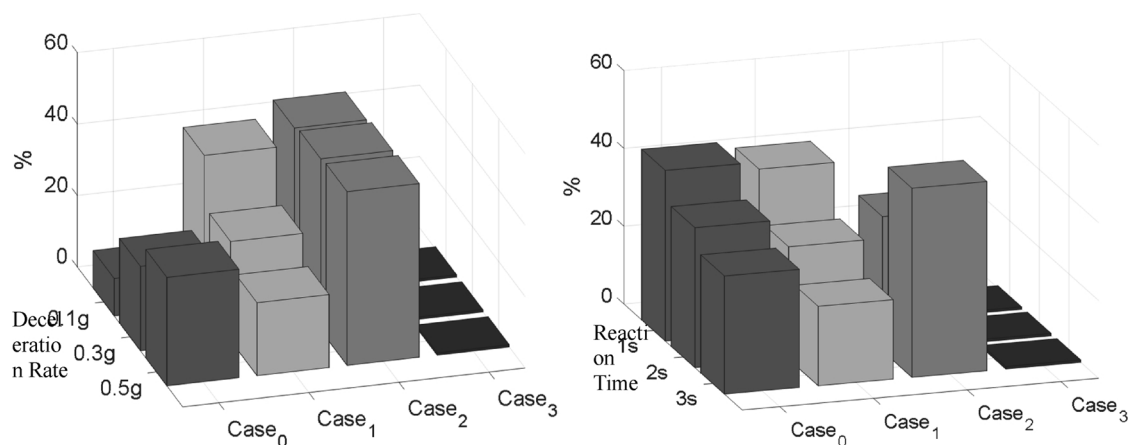 60
40
20
0
%
0.1g
0.3g
0.5g
Decel
eratio
n Rate
Case0
Case1
Case2
Case3
60
40
20
0
%
1s
2s
3s
Reacti
on
Time
Case0
Case1
Case2
Case3